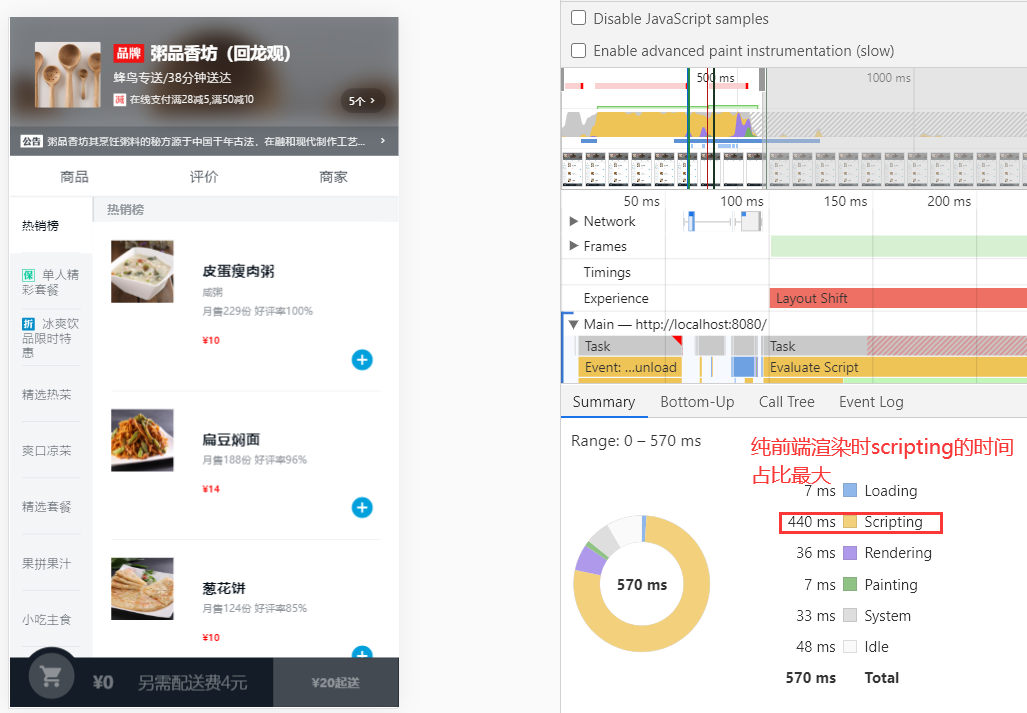 品牌 粥品香坊（回龙观）
蜂鸟专送/38分钟送达
减 在线支付满28减5,满50减10
5个 >
公告 粥品香坊其烹饪粥料的秘方源于中国千年古法，在融和现代制作工艺... >
商品 评价 商家
热销榜
保 单人精
彩套餐
折 冰爽饮
品限时特
惠
精选热菜
爽口凉菜
精选套餐
果拼果汁
小吃主食
热销榜
皮蛋瘦肉粥
咸粥
月售229份 好评率100%
¥10
扁豆焖面
月售188份 好评率96%
¥14
葱花饼
月售124份 好评率85%
¥10
¥0 另需配送费4元 ¥20起送
Disable JavaScript samples
Enable advanced paint instrumentation (slow)
500 ms 1000 ms
50 ms 100 ms 150 ms 200 ms
Network
Frames
Timings
Experience Layout Shift
Main — http://localhost:8080/
Task Task
Event: ...unload Evaluate Script
Summary Bottom-Up Call Tree Event Log
Range: 0 – 570 ms
纯前端渲染时scripting的时间
占比最大
570 ms
7 ms Loading
440 ms Scripting
36 ms Rendering
7 ms Painting
33 ms System
48 ms Idle
570 ms Total